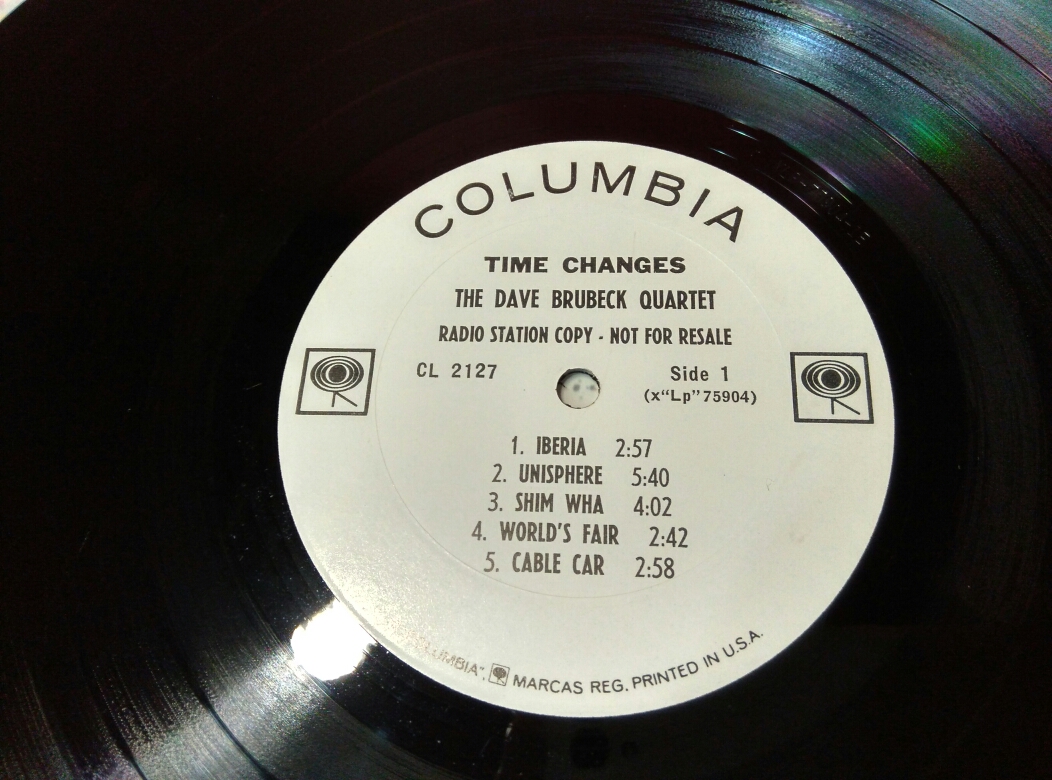 COLUMBIA
TIME CHANGES
THE DAVE BRUBECK QUARTET
RADIO STATION COPY - NOT FOR RESALE
CL 2127
Side 1
(x“Lp”75904)
1. IBERIA 2:57
2. UNISPHERE 5:40
3. SHIM WHA 4:02
4. WORLD'S FAIR 2:42
5. CABLE CAR 2:58
MARCAS REG. PRINTED IN U.S.A.